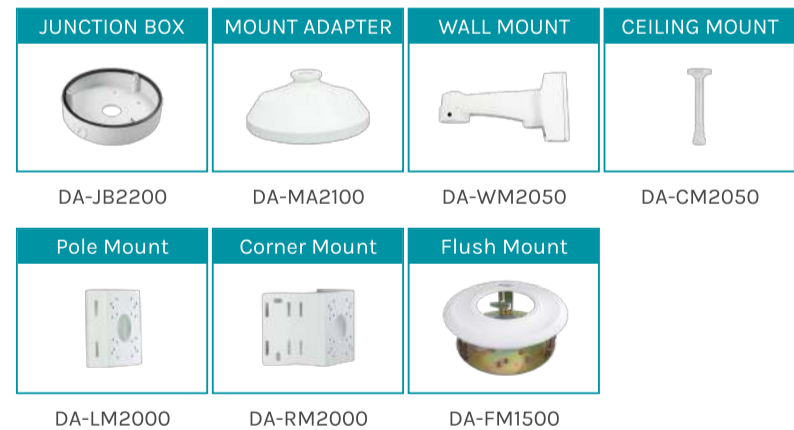 JUNCTION BOX
MOUNT ADAPTER
WALL MOUNT
CEILING MOUNT
DA-JB2200
DA-MA2100
DA-WM2050
DA-CM2050
Pole Mount
Corner Mount
Flush Mount
DA-LM2000
DA-RM2000
DA-FM1500